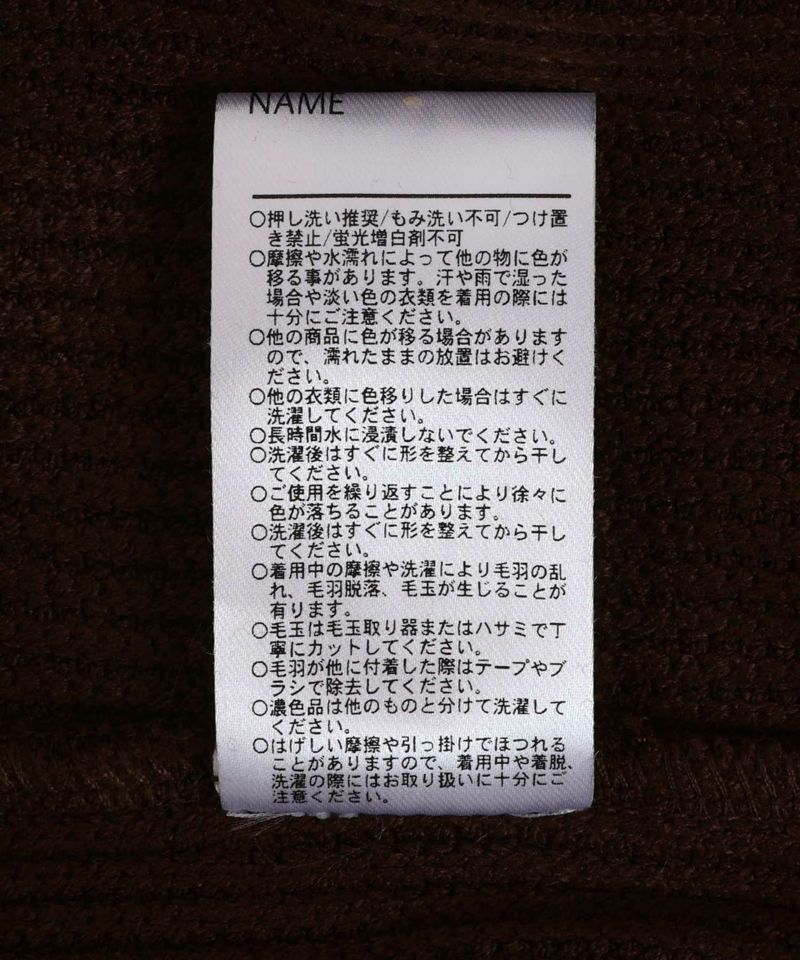 NAME
○押し洗い推奨/もみ洗い不可/つけ置
き禁止/蛍光増白剤不可
○摩擦や水濡れによって他の物に色が
移る事があります。汗や雨で湿った
場合や淡い色の衣類を着用の際には
十分にご注意ください。
○他の商品に色が移る場合があります
ので、濡れたままの放置はお避けく
ださい。
○他の衣類に色移りした場合はすぐに
洗濯してください。
○長時間水に浸漬しないでください。
○洗濯後はすぐに形を整えてから干し
てください。
○ご使用を繰り返すことにより徐々に
色が落ちることがあります。
○洗濯後はすぐに形を整えてから干し
てください。
○着用中の摩擦や洗濯により毛羽の乱
れ、毛羽脱落、毛玉が生じることが
有ります。
○毛玉は毛玉取り器またはハサミで丁
寧にカットしてください。
○毛羽が他に付着した際はテープやブ
ラシで除去してください。
○濃色品は他のものと分けて洗濯して
ください。
○はげしい摩擦や引っ掛けでほつれる
ことがありますので、着用中や着脱、
洗濯の際にはお取り扱いに十分にご
注意ください。